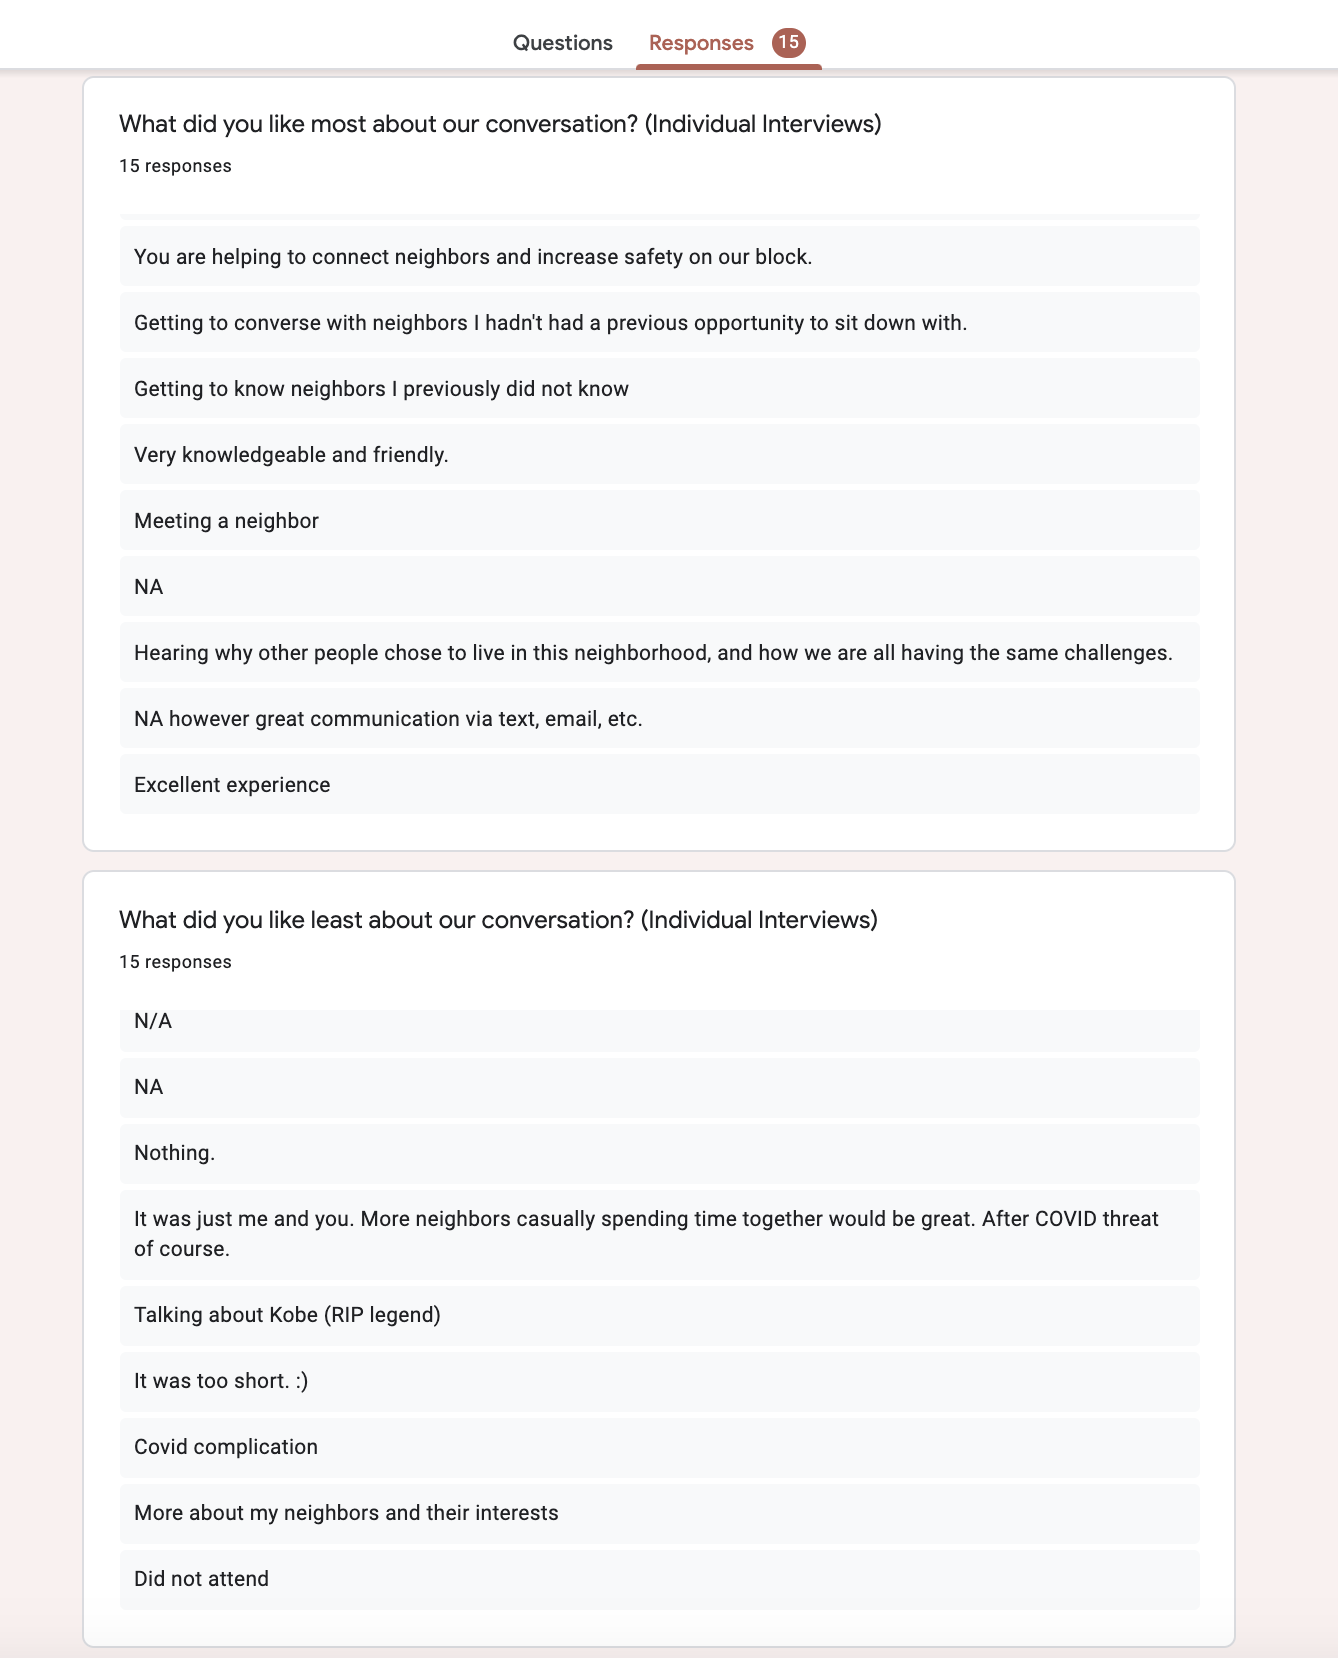 Questions
Responses 15
What did you like most about our conversation? (Individual Interviews)
15 responses
You are helping to connect neighbors and increase safety on our block.
Getting to converse with neighbors I hadn't had a previous opportunity to sit down with.
Getting to know neighbors I previously did not know
Very knowledgeable and friendly.
Meeting a neighbor
NA
Hearing why other people chose to live in this neighborhood, and how we are all having the same challenges.
NA however great communication via text, email, etc.
Excellent experience
What did you like least about our conversation? (Individual Interviews)
15 responses
N/A
NA
Nothing.
It was just me and you. More neighbors casually spending time together would be great. After COVID threat
of course.
Talking about Kobe (RIP legend)
It was too short. :)
Covid complication
More about my neighbors and their interests
Did not attend